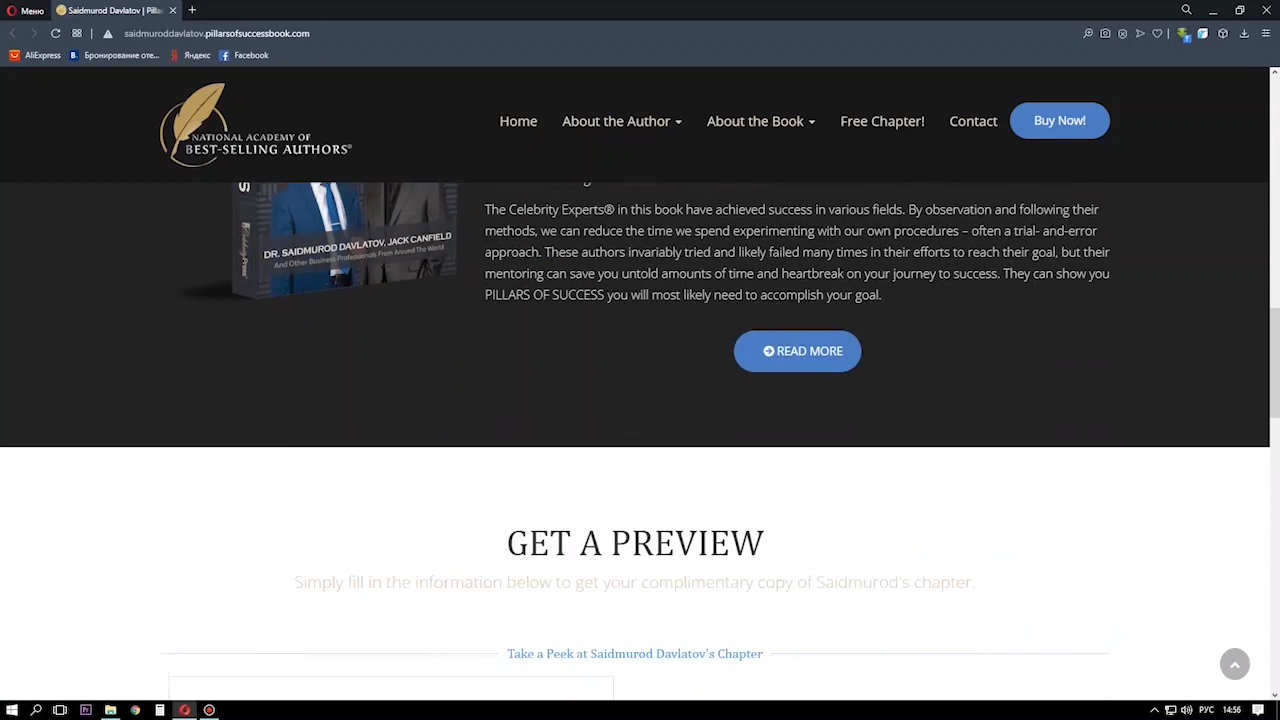 Меню
Saidmurod Davlatov | Pilla
saidmuroddavlatov.pillarsofsuccessbook.com
AliExpress
Бронирование оте...
Яндекс
Facebook
NATIONAL ACADEMY OF
BEST-SELLING AUTHORS®
Home
About the Author
About the Book
Free Chapter!
Contact
Buy Now!
DR. SAIDMUROD DAVLATOV, JACK CANFIELD
And Other Business Professionals From Around The World
The Celebrity Experts® in this book have achieved success in various fields. By observation and following their
methods, we can reduce the time we spend experimenting with our own procedures – often a trial- and-error
approach. These authors invariably tried and likely failed many times in their efforts to reach their goal, but their
mentoring can save you untold amounts of time and heartbreak on your journey to success. They can show you
PILLARS OF SUCCESS you will most likely need to accomplish your goal.
READ MORE
GET A PREVIEW
Simply fill in the information below to get your complimentary copy of Saidmurod's chapter.
Take a Peek at Saidmurod Davlatov's Chapter
РУС
14:56